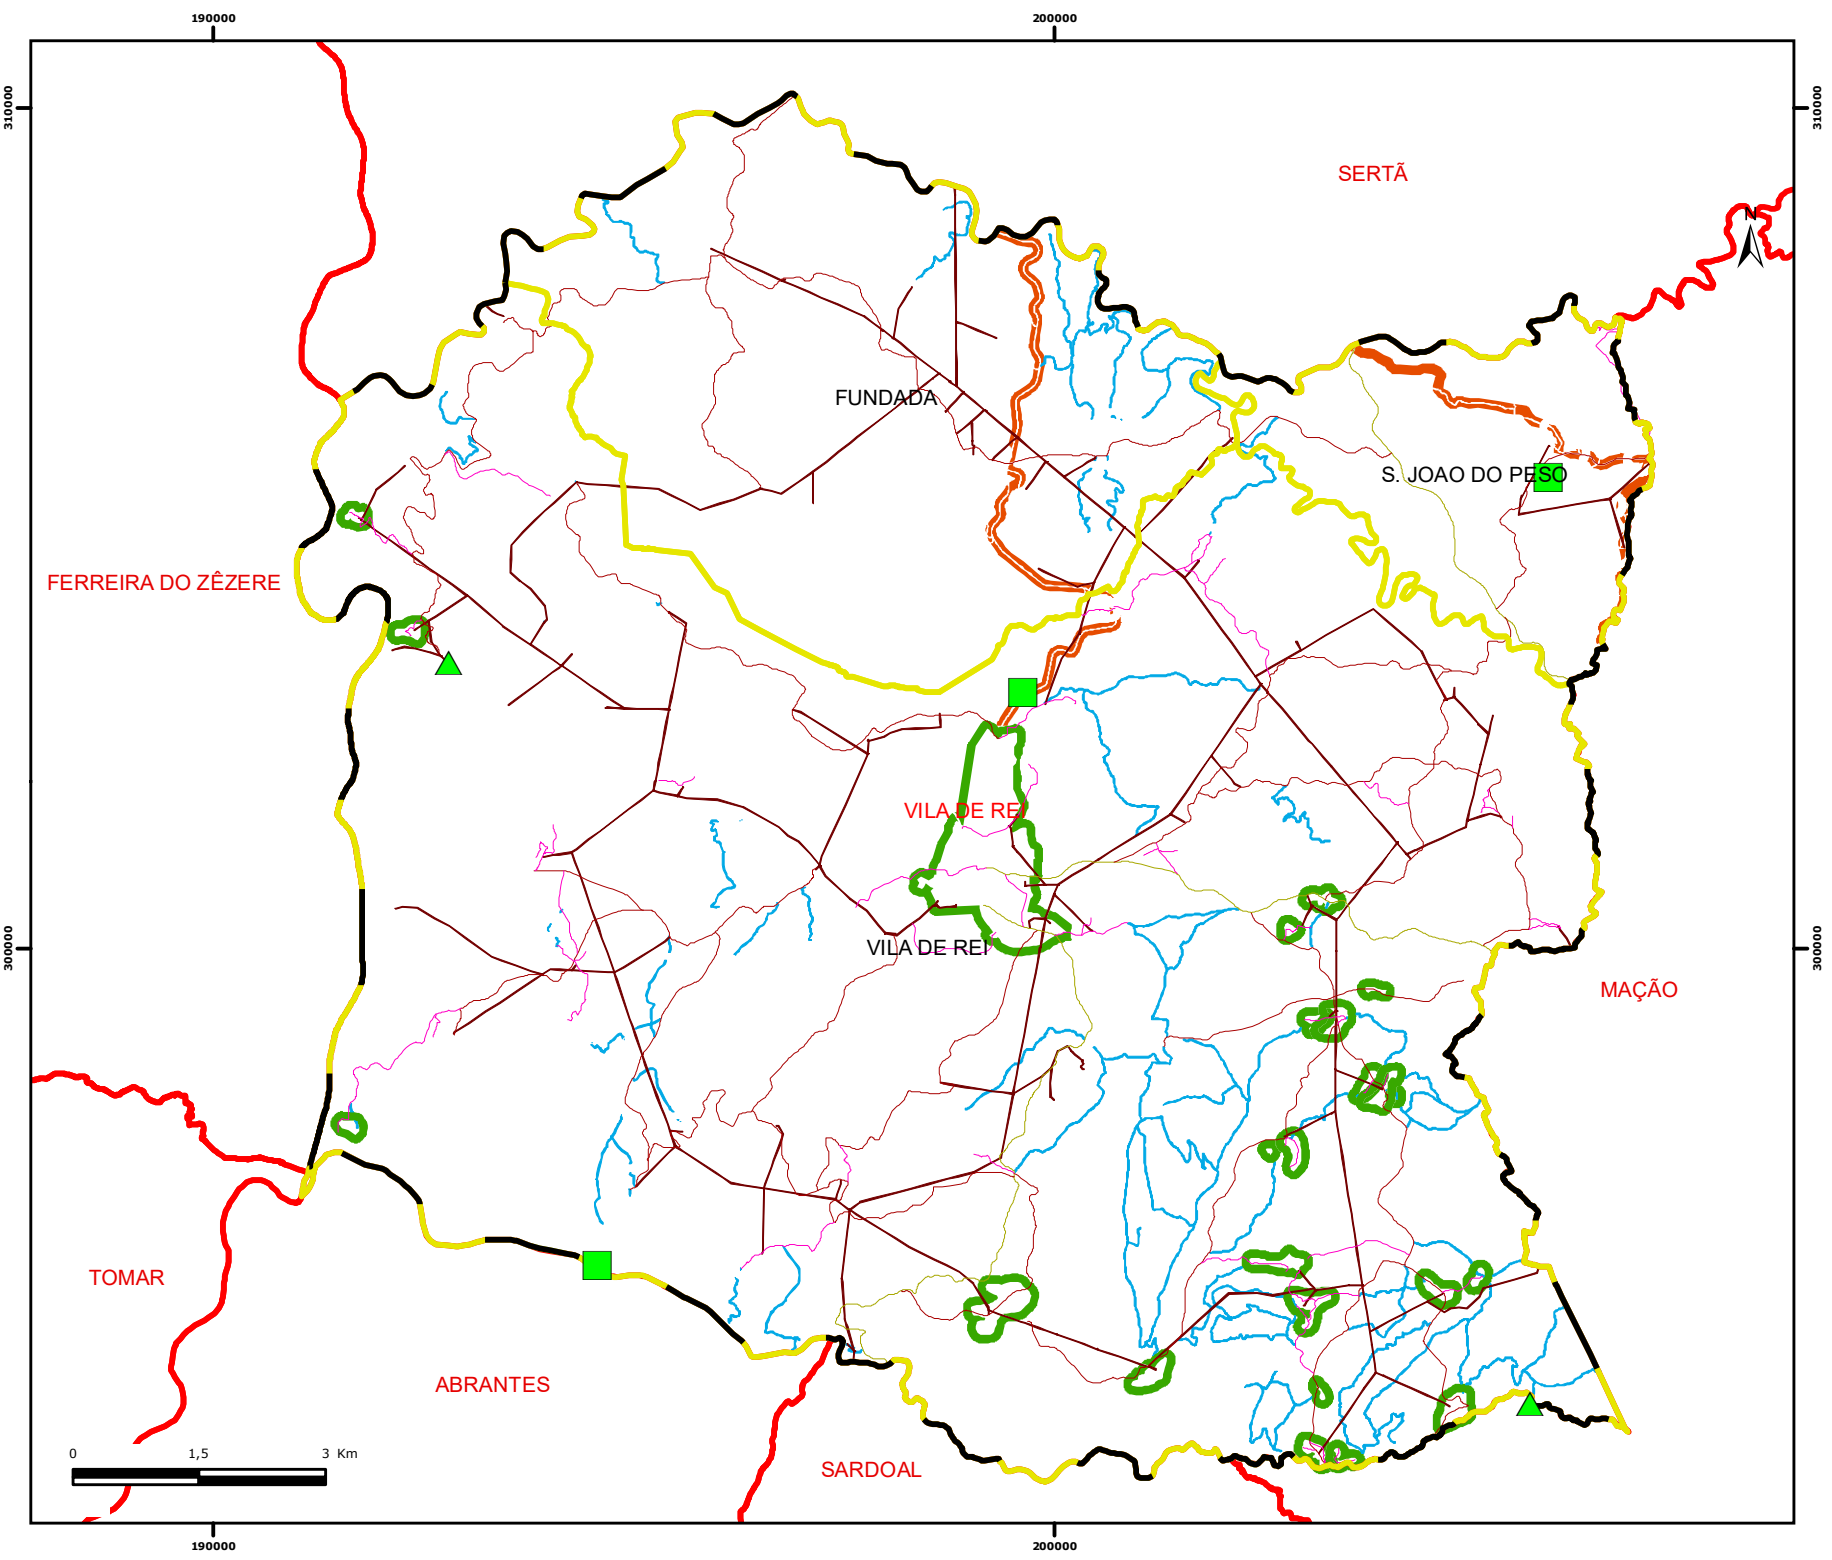 190000
200000
310000
310000
SERTÃ
N
FUNDADA
S. JOAO DO PESO
FERREIRA DO ZÊZERE
VILA DE REI
VILA DE REI
300000
300000
MAÇÃO
TOMAR
ABRANTES
SARDOAL
0 1,5 3 Km
190000
200000